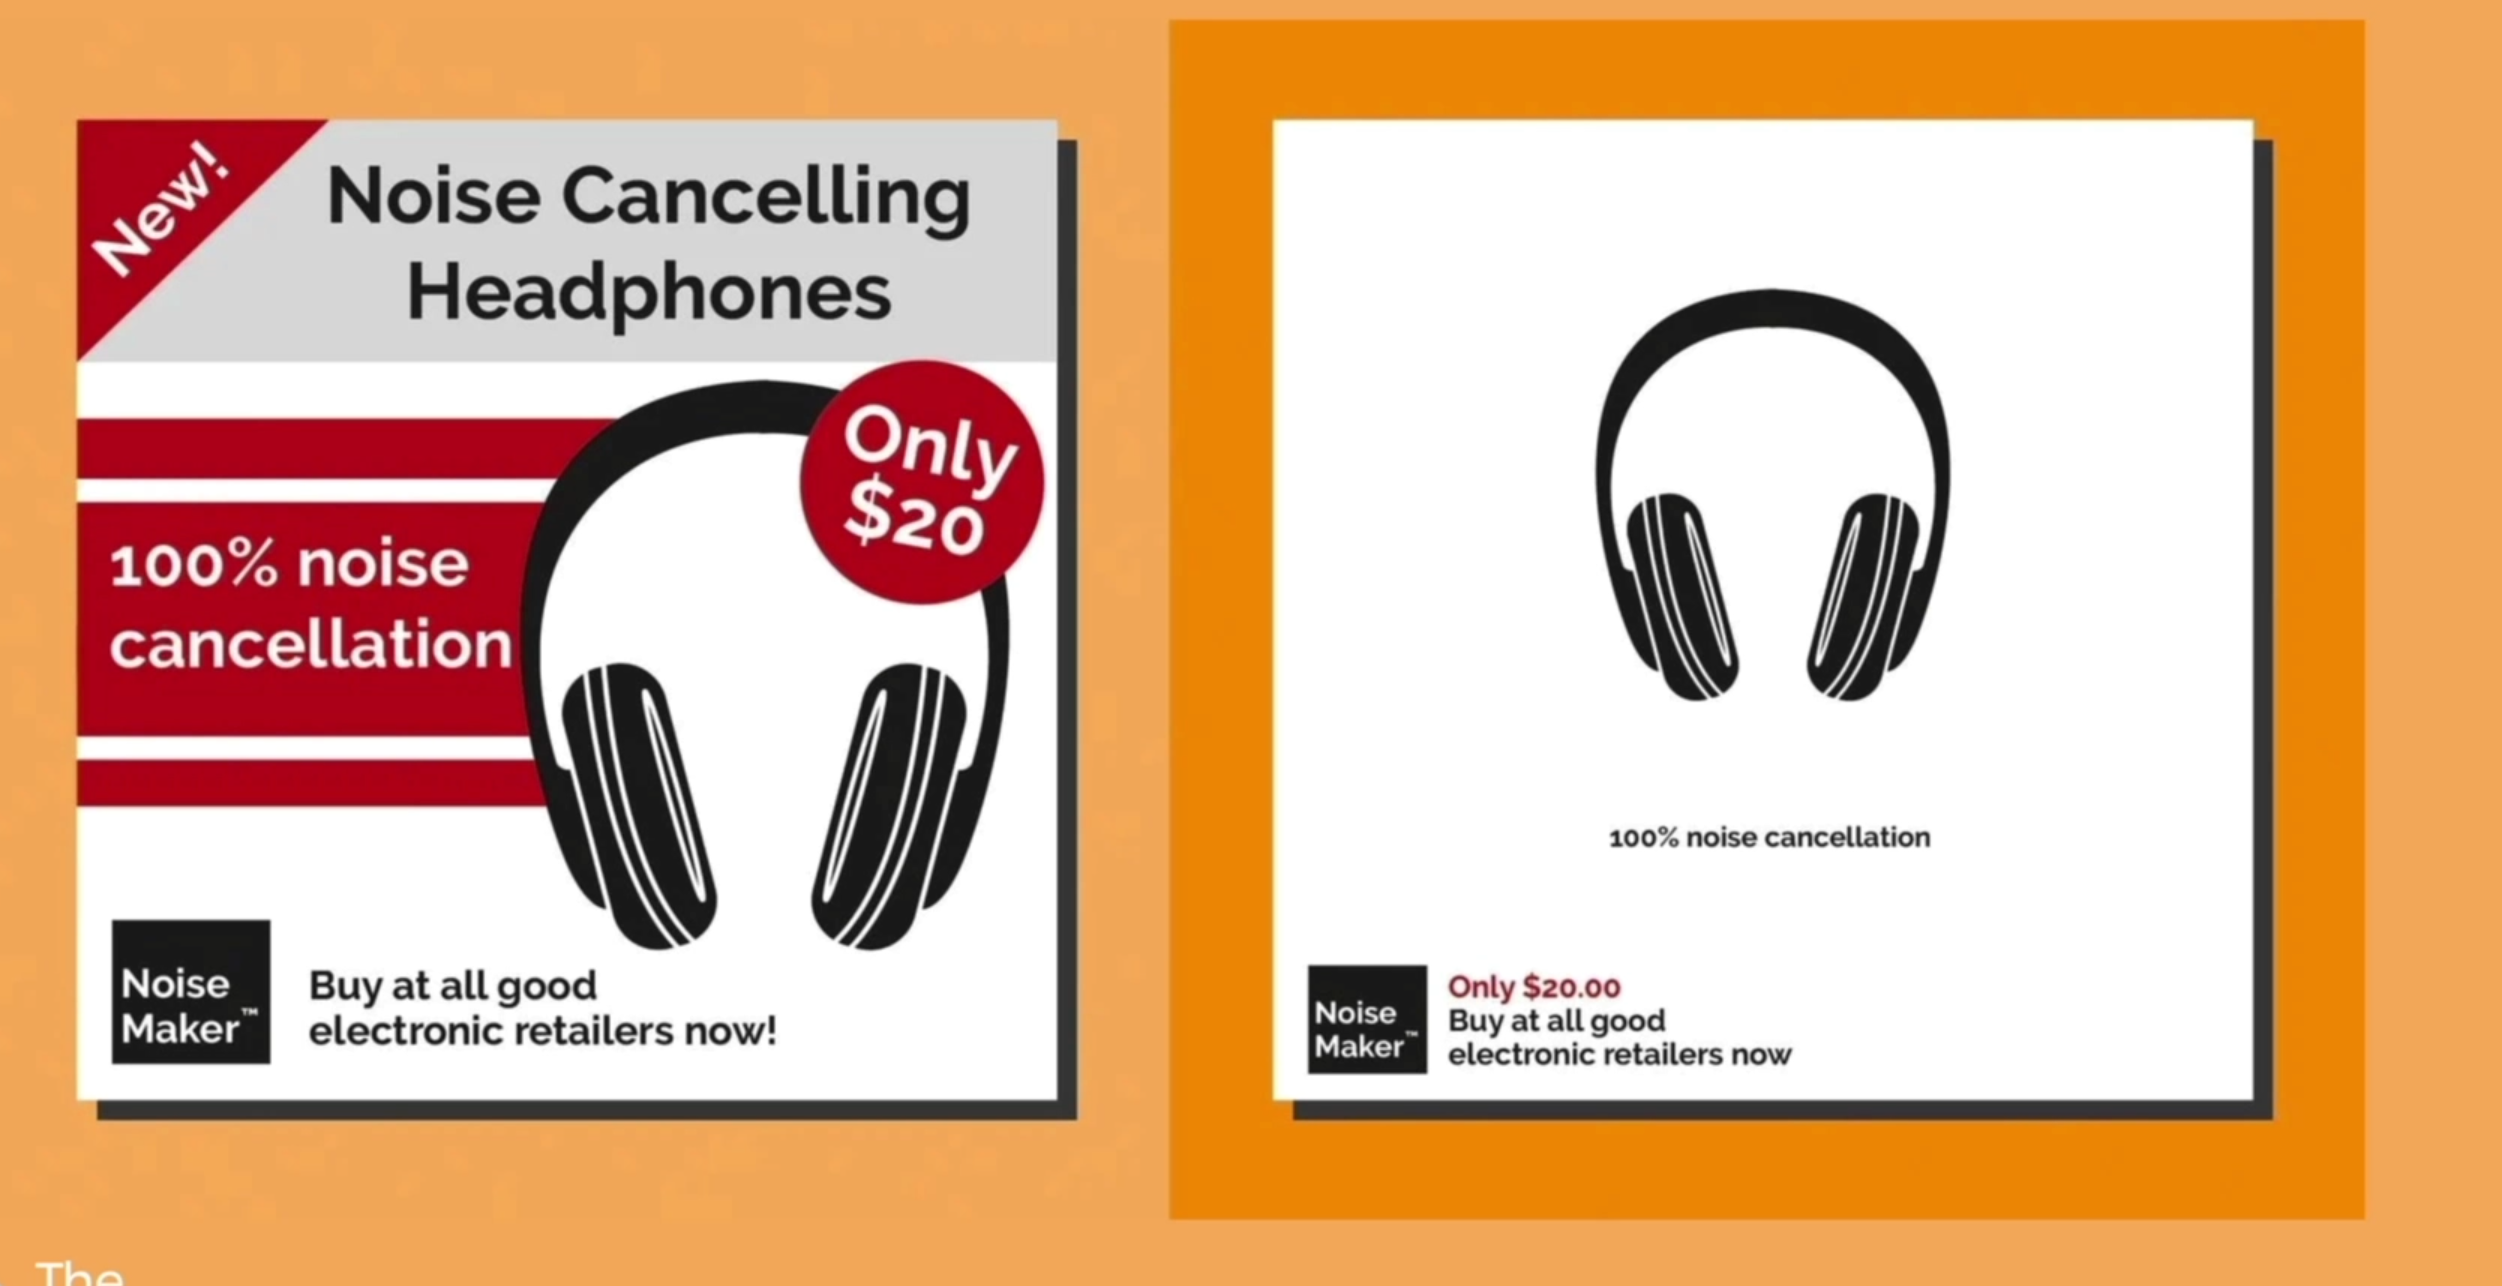 New!
Noise Cancelling
Headphones
Only
$20
100% noise
cancellation
Noise
Maker™
Buy at all good
electronic retailers now!
100% noise cancellation
Noise
Maker™
Only $20.00
Buy at all good
electronic retailers now
The